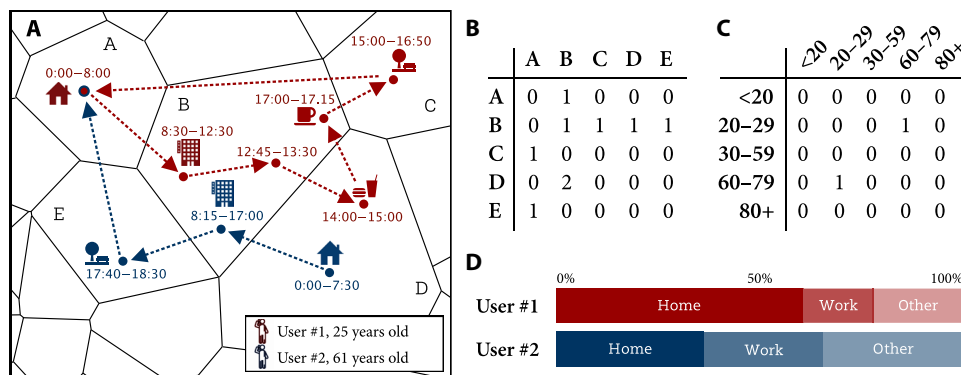 A
A
0:00–8:00
15:00–16:50
B
17:00–17.15
C
8:30–12:30
12:45–13:30
14:00–15:00
8:15–17:00
E
17:40–18:30
0:00–7:30
D
User #1, 25 years old
User #2, 61 years old
B
A B C D E
A 0 1 0 0 0
B 0 1 1 1 1
C 1 0 0 0 0
D 0 2 0 0 0
E 1 0 0 0 0
C
<20 20–29 30–59 60–79 80+
<20 0 0 0 0 0
20–29 0 0 0 1 0
30–59 0 0 0 0 0
60–79 0 1 0 0 0
80+ 0 0 0 0 0
D
0% 50% 100%
User #1 Home Work Other
User #2 Home Work Other